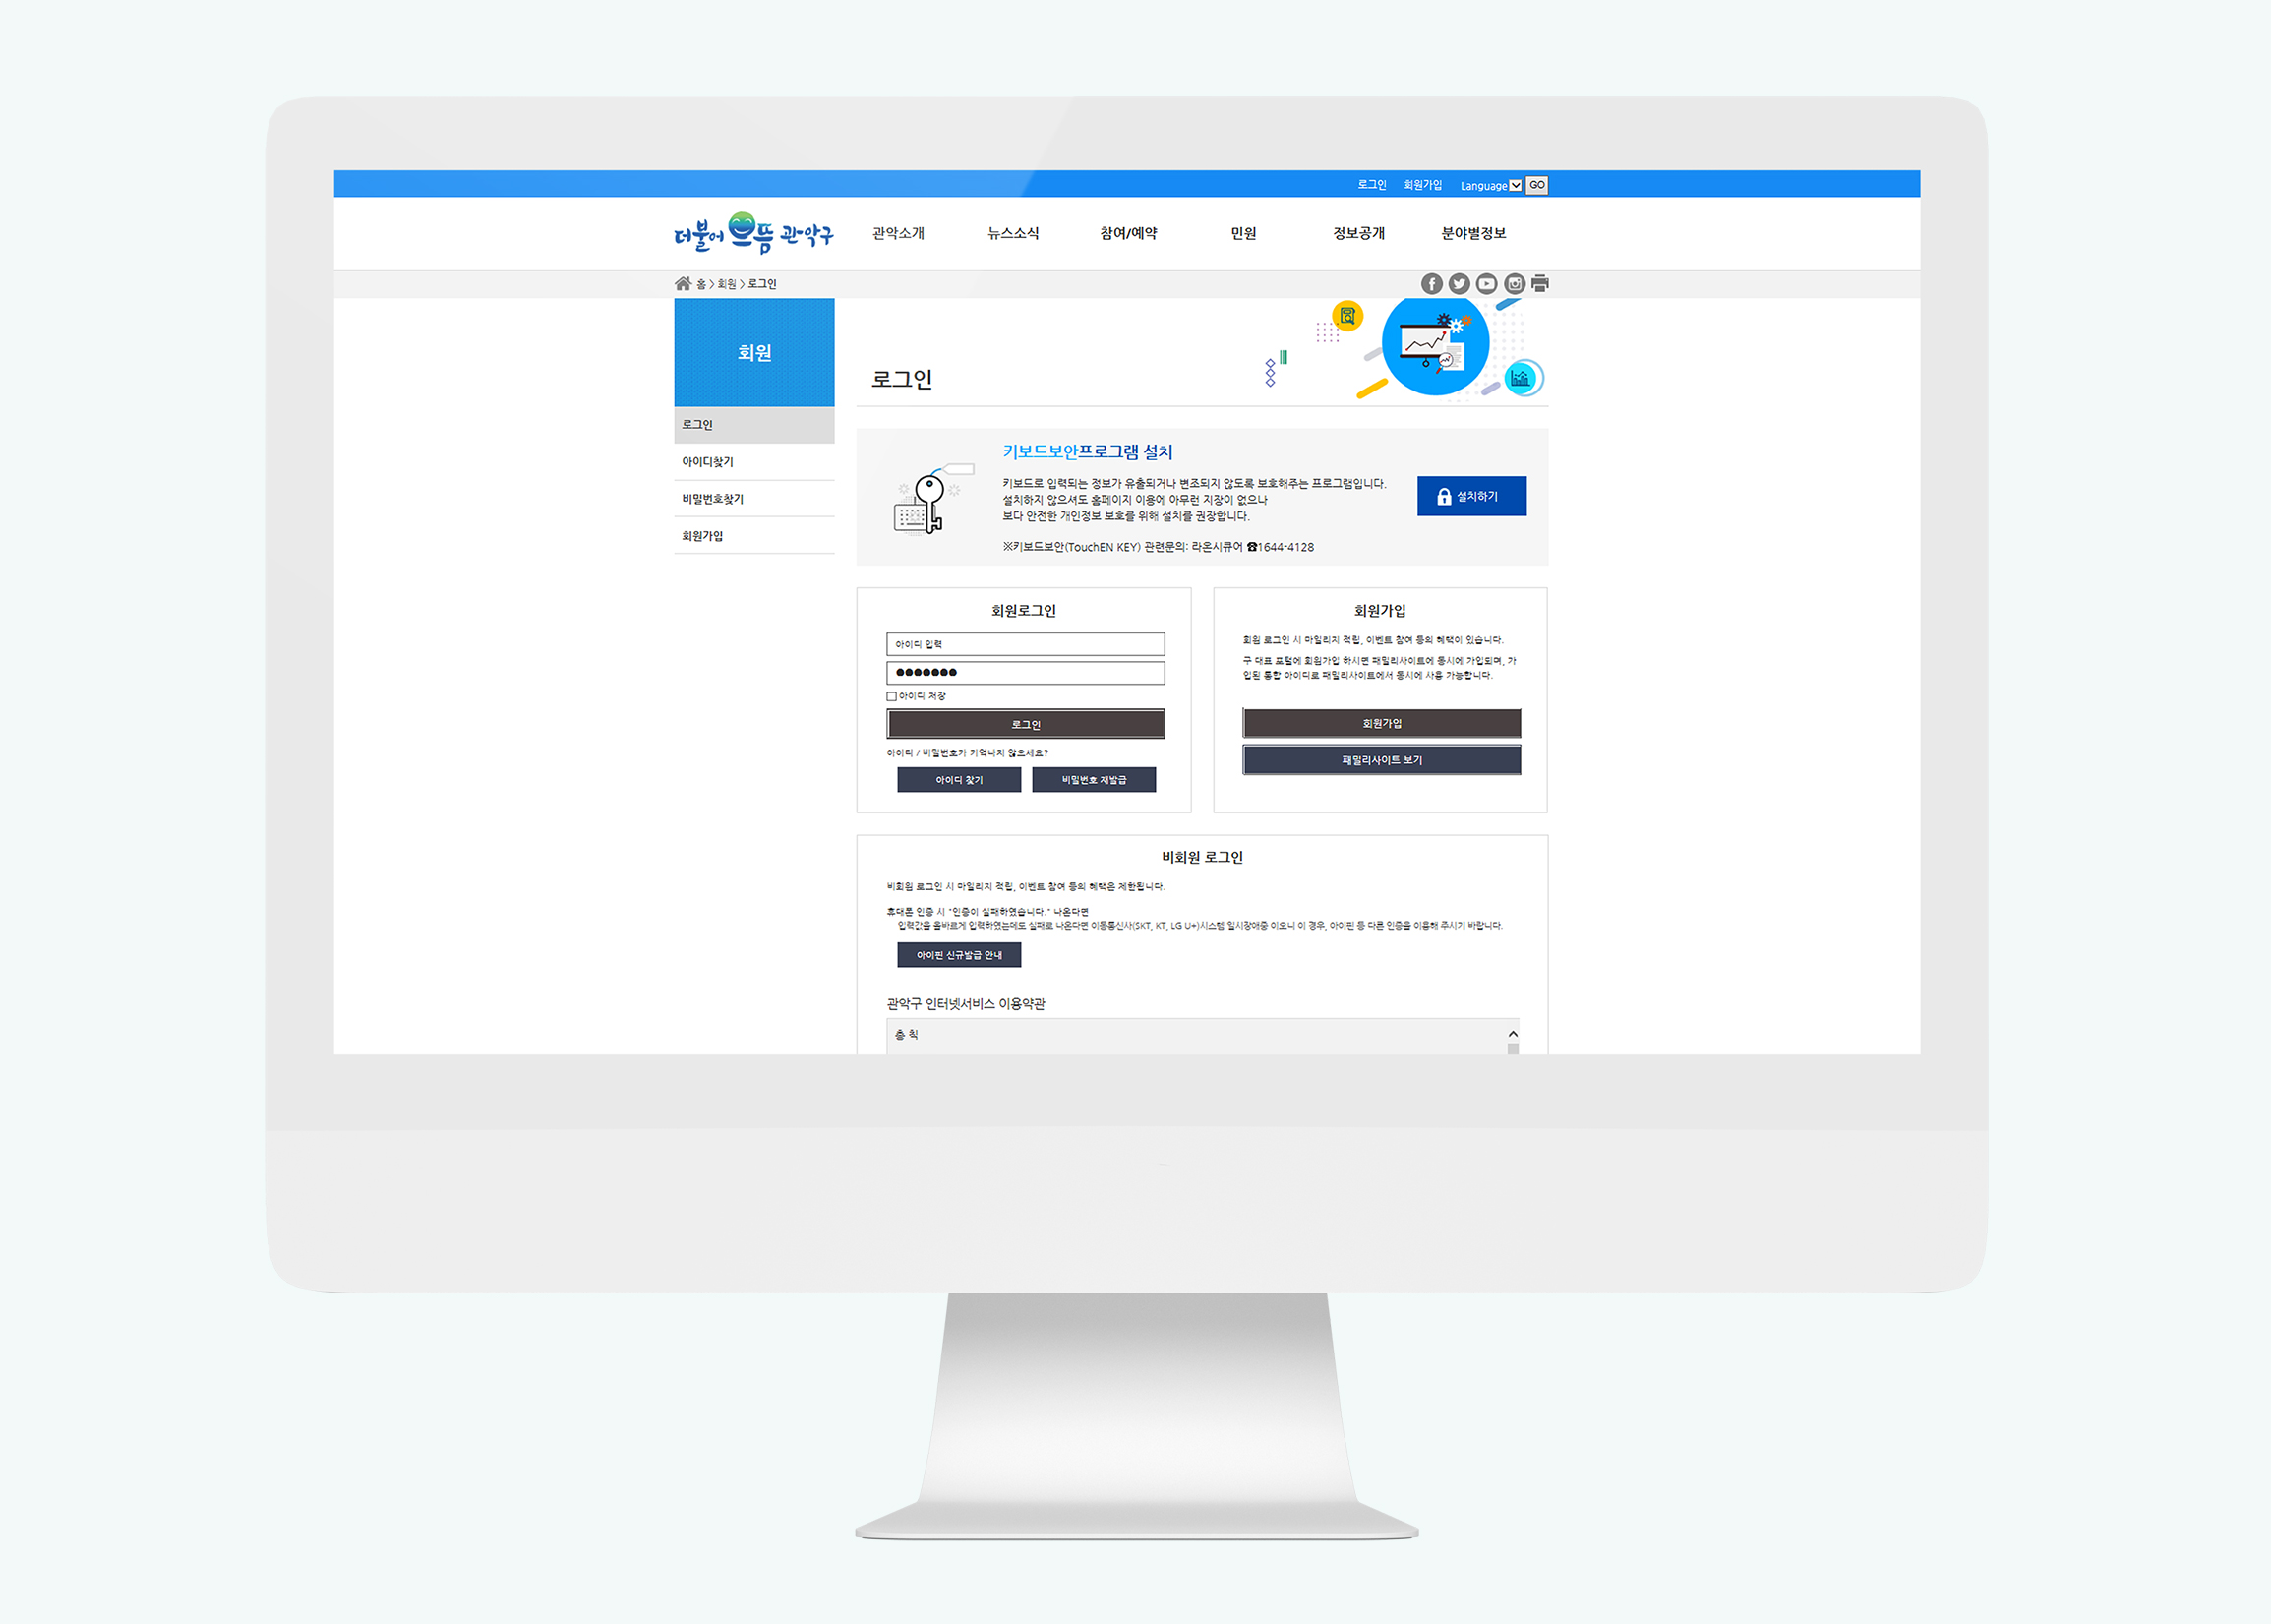 로그인 회원가입 Language GO
더불어 으뜸 관악구
관악소개 뉴스소식 참여/예약 민원 정보공개 분야별정보
홈 > 회원 > 로그인
회원
로그인
아이디찾기
비밀번호찾기
회원가입
로그인
키보드보안프로그램 설치
키보드로 입력되는 정보가 유출되거나 변조되지 않도록 보호해주는 프로그램입니다.
설치하지 않으셔도 홈페이지 이용에 아무런 지장이 없으나
보다 안전한 개인정보 보호를 위해 설치를 권장합니다.
※키보드보안(TouchEN KEY) 관련문의: 라온시큐어 ☎1644-4128
설치하기
회원로그인
아이디 입력
●●●●●●●
아이디 저장
로그인
아이디 / 비밀번호가 기억나지 않으세요?
아이디 찾기 비밀번호 재발급
회원가입
회원 로그인 시 마일리지 적립, 이벤트 참여 등의 혜택이 있습니다.
구 대표 포털에 회원가입 하시면 패밀리사이트에 동시에 가입되며, 가
입된 통합 아이디로 패밀리사이트에서 동시에 사용 가능합니다.
회원가입
패밀리사이트 보기
비회원 로그인
비회원 로그인 시 마일리지 적립, 이벤트 참여 등의 혜택은 제한됩니다.
휴대폰 인증 시 "인증이 실패하였습니다." 나온다면
입력값을 올바르게 입력하였는데도 실패로 나온다면 이동통신사(SKT, KT, LG U+)시스템 일시장애중 이오니 이 경우, 아이핀 등 다른 인증을 이용해 주시기 바랍니다.
아이핀 신규발급 안내
관악구 인터넷서비스 이용약관
총 칙